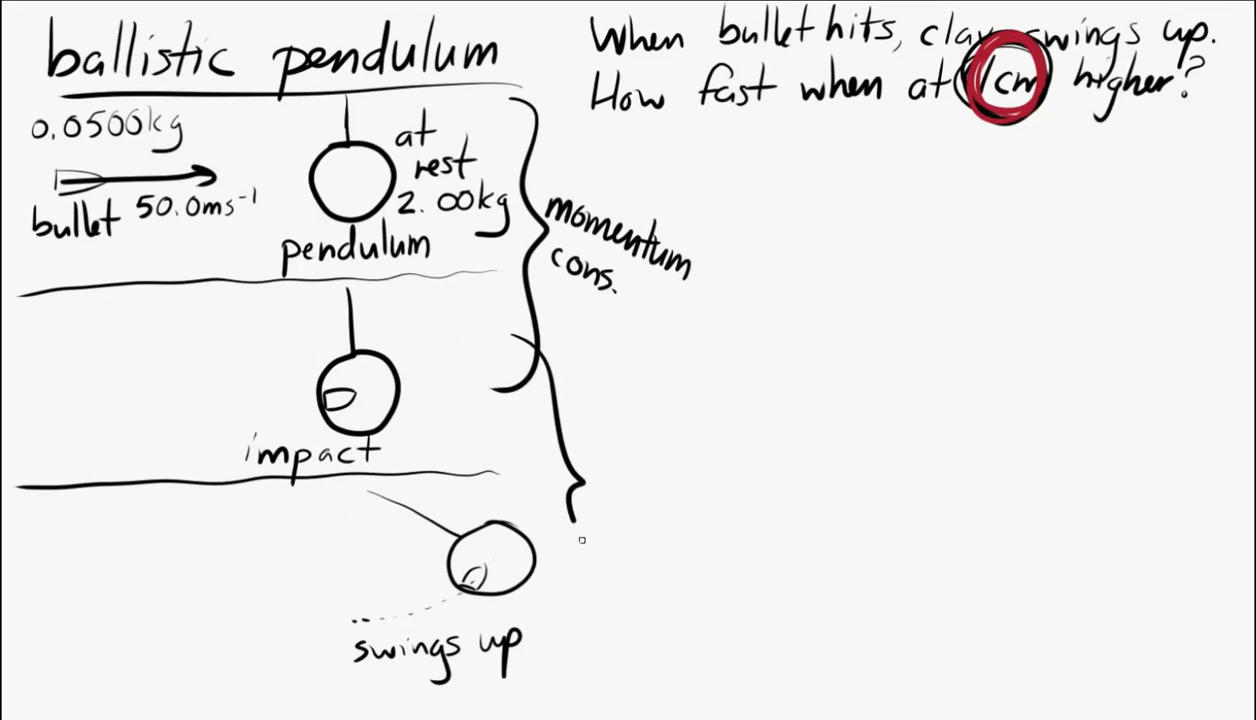 ballistic pendulum
When bullet hits, clay swings up.
How fast when at 1cm higher?
0.0500kg
at
rest
2.00kg
bullet 50.0ms⁻¹
pendulum
momentum
cons.
impact
swings up